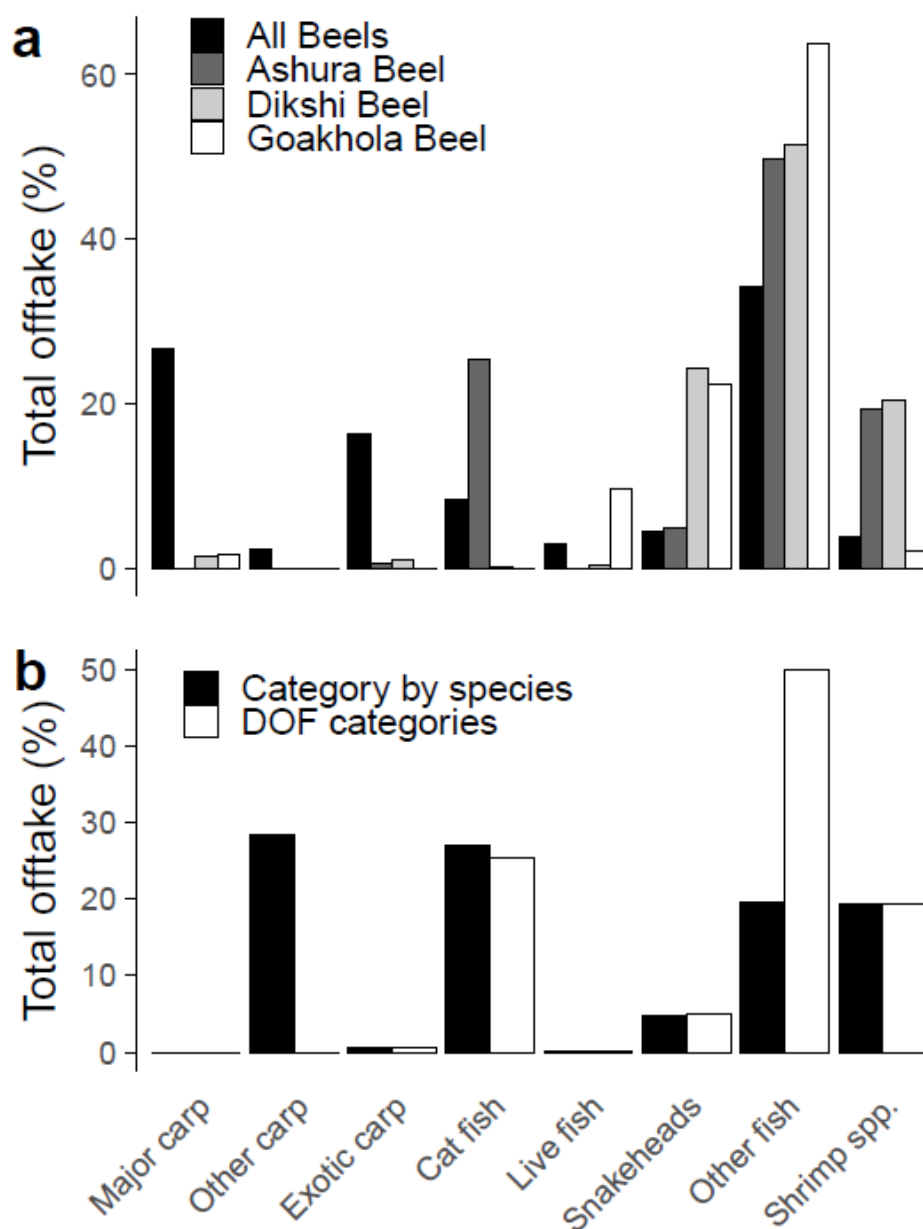 a
All Beels
Ashura Beel
Dikshi Beel
Goakhola Beel
Total offtake (%)
60
40
20
0
b
Category by species
DOF categories
Total offtake (%)
50
40
30
20
10
0
Major carp
Other carp
Exotic carp
Cat fish
Live fish
Snakeheads
Other fish
Shrimp spp.